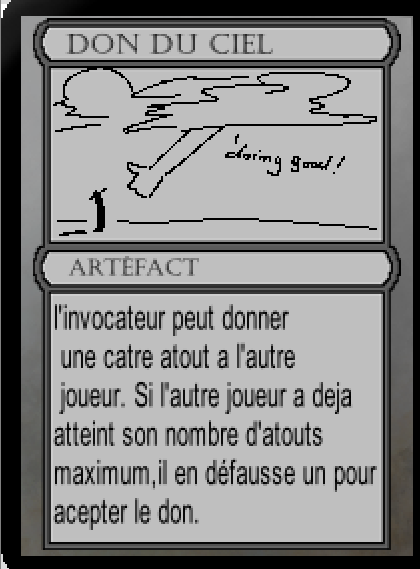 DON DU CIEL
doing good!
ARTÉFACT
l'invocateur peut donner
une catre atout a l'autre
joueur. Si l'autre joueur a deja
atteint son nombre d'atouts
maximum,il en défausse un pour
acepter le don.